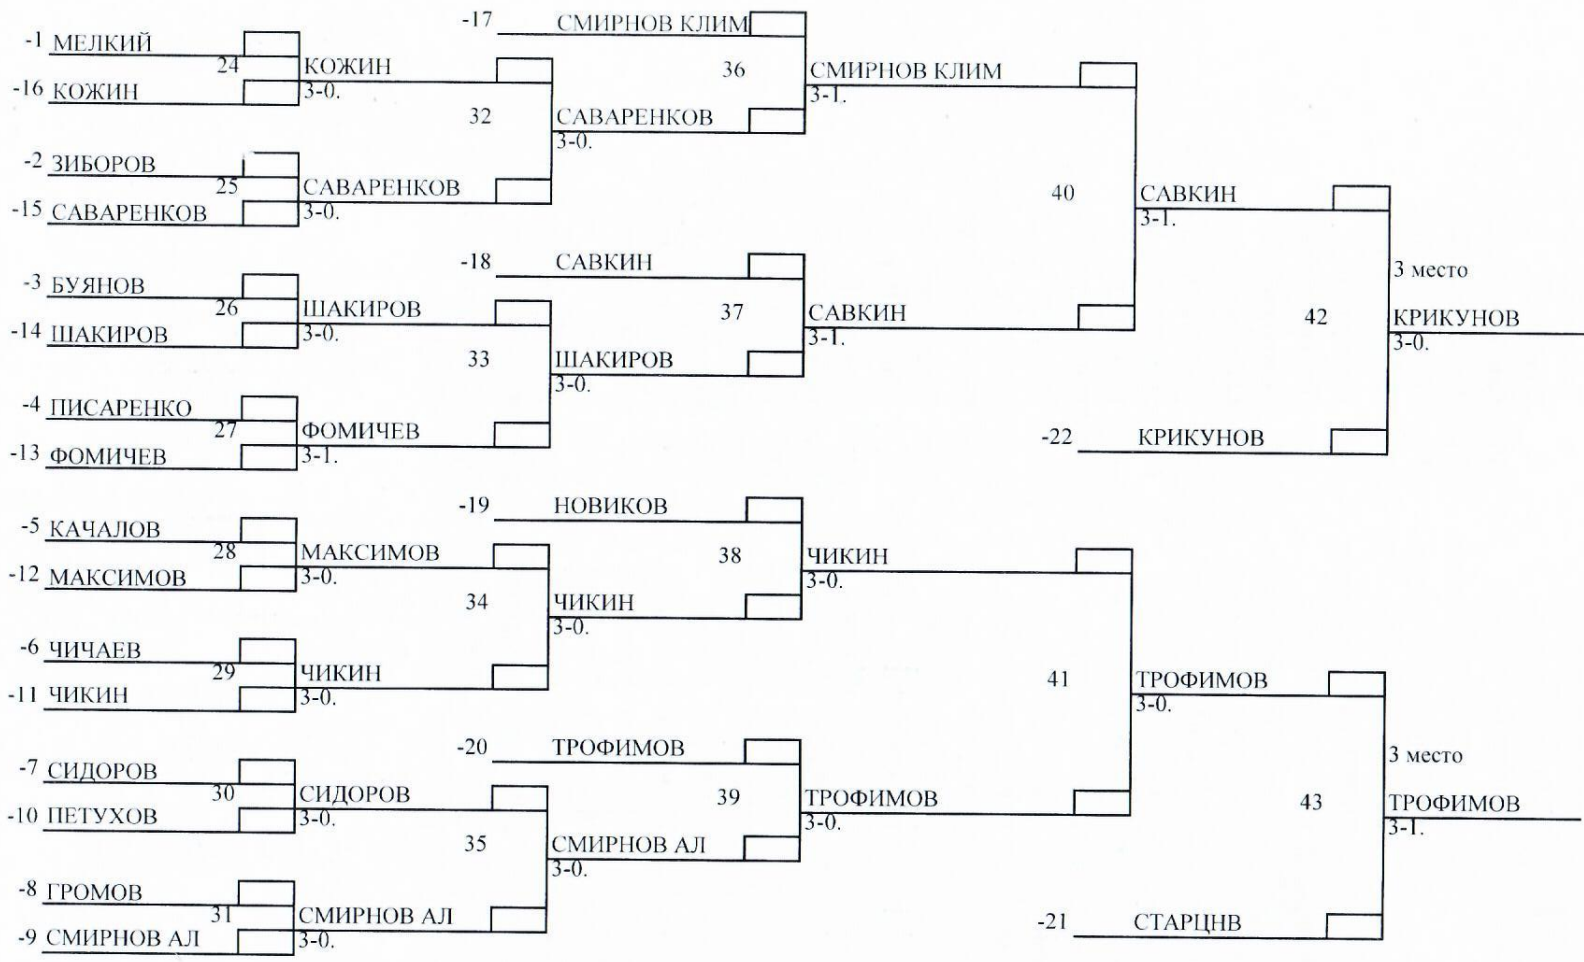 -17 СМИРНОВ КЛИМ
-1 МЕЛКИЙ
24 КОЖИН
3-0.
-16 КОЖИН
36 СМИРНОВ КЛИМ
3-1.
32 САВАРЕНКОВ
3-0.
-2 ЗИБОРОВ
25 САВАРЕНКОВ
3-0.
-15 САВАРЕНКОВ
40 САВКИН
3-1.
-18 САВКИН
3 место
-3 БУЯНОВ
26 ШАКИРОВ
3-0.
-14 ШАКИРОВ
37 САВКИН
3-1.
42 КРИКУНОВ
3-0.
33 ШАКИРОВ
3-0.
-4 ПИСАРЕНКО
27 ФОМИЧЕВ
3-1.
-13 ФОМИЧЕВ
-22 КРИКУНОВ
-19 НОВИКОВ
-5 КАЧАЛОВ
28 МАКСИМОВ
3-0.
-12 МАКСИМОВ
38 ЧИКИН
3-0.
34 ЧИКИН
3-0.
-6 ЧИЧАЕВ
29 ЧИКИН
3-0.
-11 ЧИКИН
41 ТРОФИМОВ
3-0.
-20 ТРОФИМОВ
3 место
-7 СИДОРОВ
30 СИДОРОВ
3-0.
-10 ПЕТУХОВ
39 ТРОФИМОВ
3-0.
43 ТРОФИМОВ
3-1.
35 СМИРНОВ АЛ
3-0.
-8 ГРОМОВ
31 СМИРНОВ АЛ
3-0.
-9 СМИРНОВ АЛ
-21 СТАРЦНВ